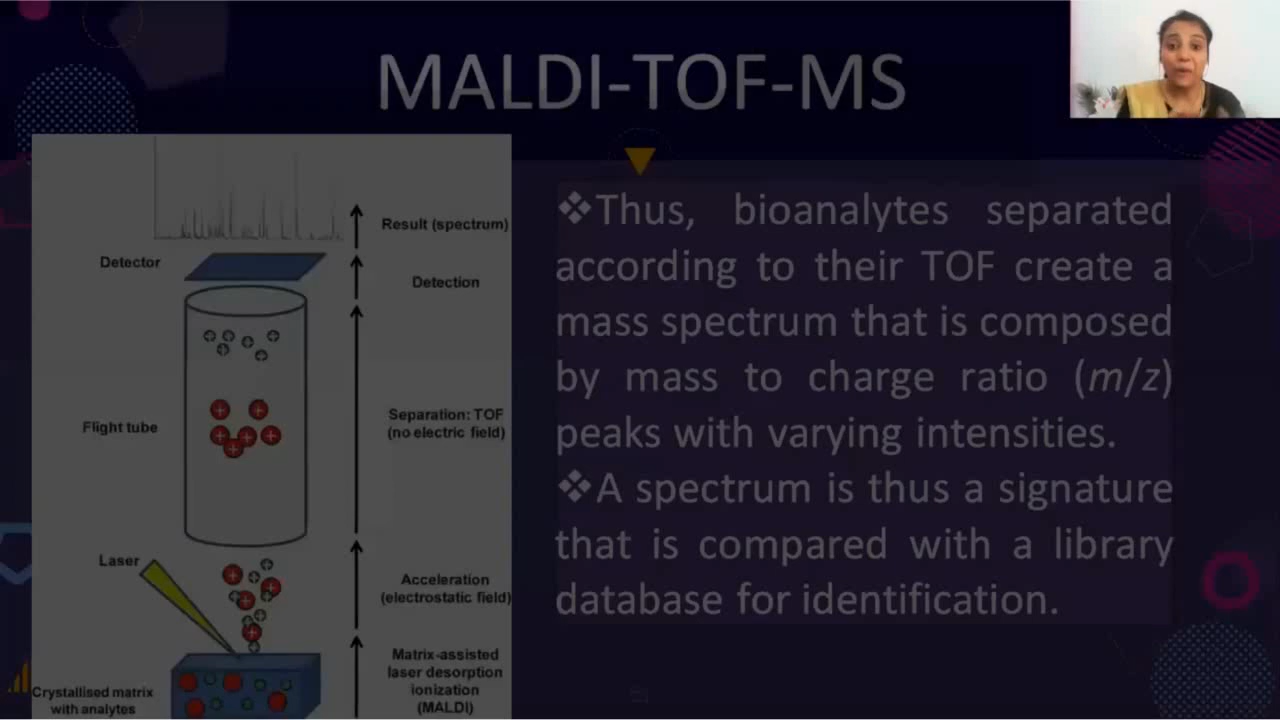 MALDI-TOF-MS
Result (spectrum)
Detector
Detection
Flight tube
Separation: TOF
(no electric field)
Laser
Acceleration
(electrostatic field)
Matrix-assisted
laser desorption
ionization
(MALDI)
Crystallised matrix
with analytes
❖Thus, bioanalytes separated
according to their TOF create a
mass spectrum that is composed
by mass to charge ratio (m/z)
peaks with varying intensities.
❖A spectrum is thus a signature
that is compared with a library
database for identification.